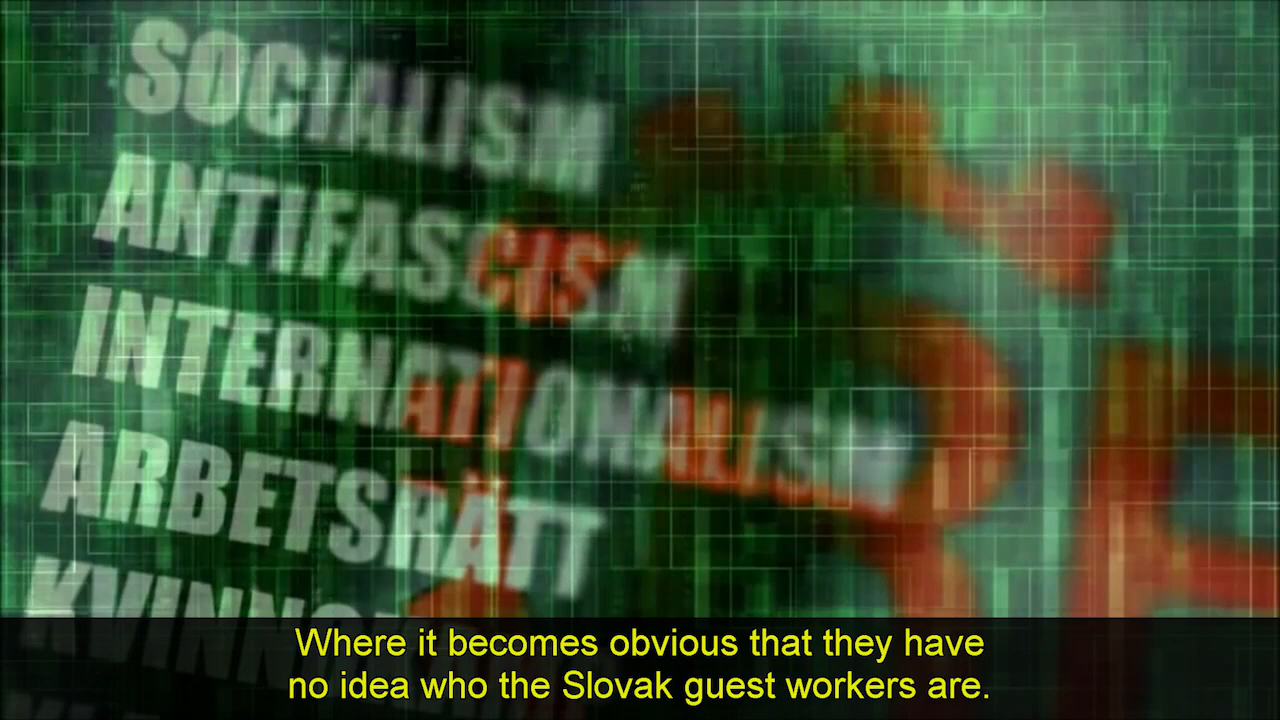 SOCIALISM
ANTIFASCISM
INTERNATIONALISM
ARBETSRÄTT
Where it becomes obvious that they have
no idea who the Slovak guest workers are.